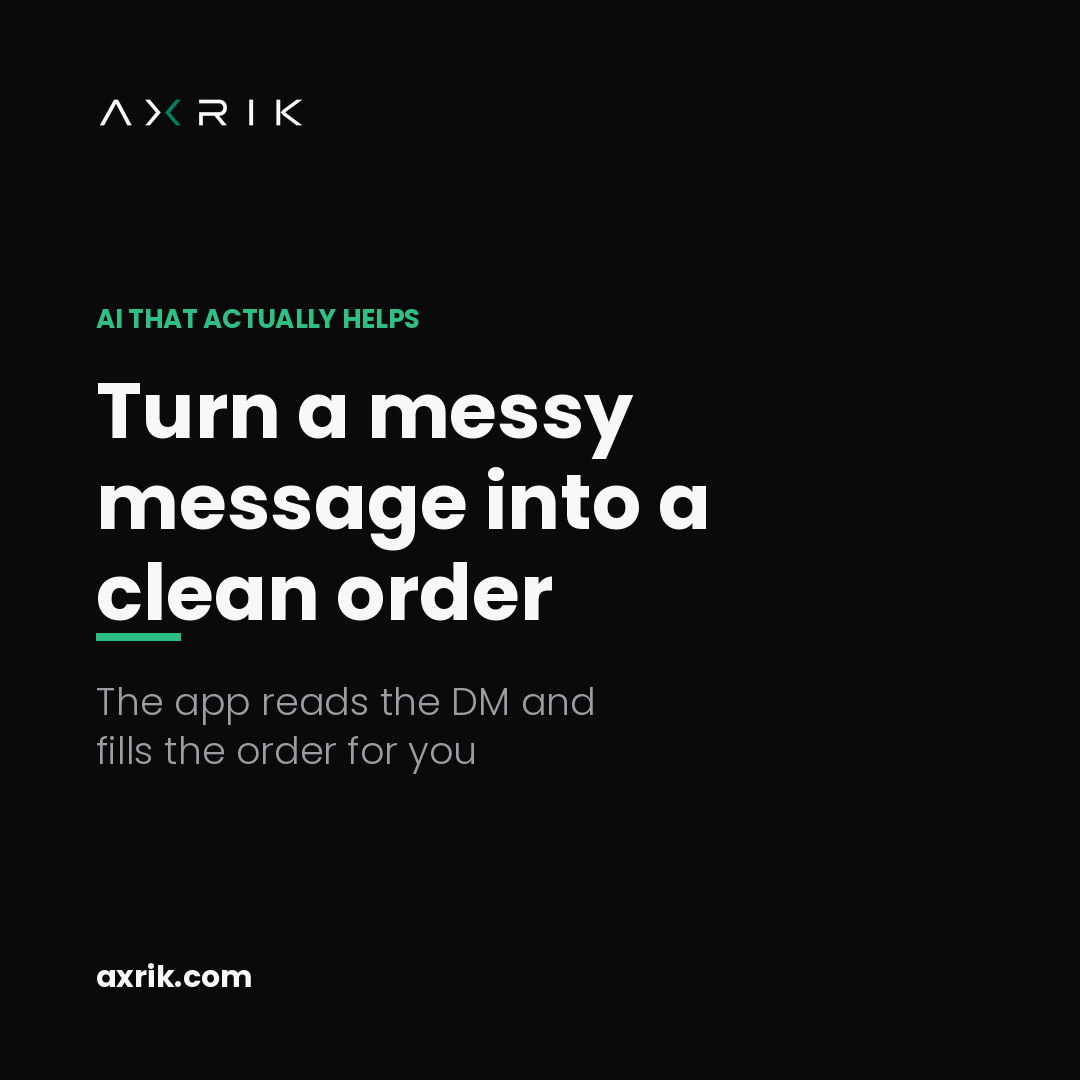 AXRIK
AI THAT ACTUALLY HELPS
Turn a messy
message into a
clean order
The app reads the DM and
fills the order for you
axrik.com